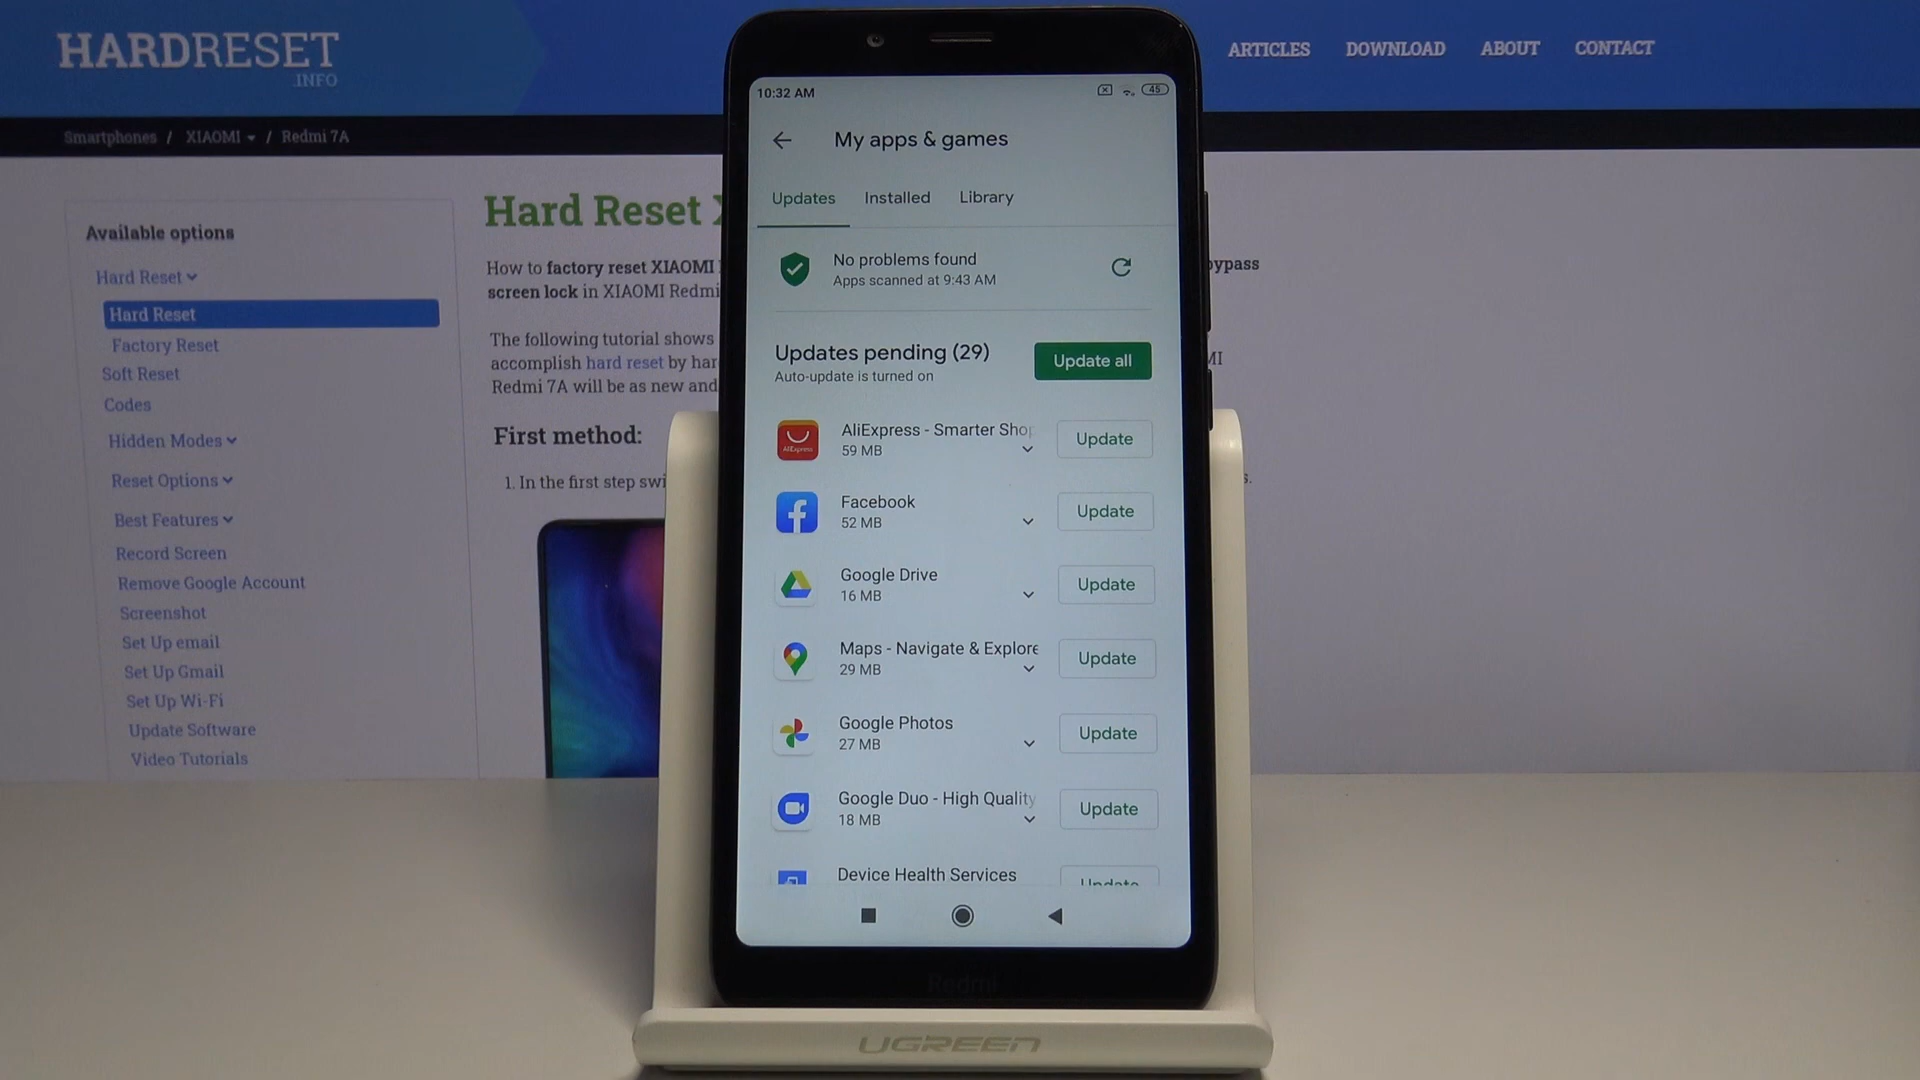 HARDRESET
.INFO
ARTICLES DOWNLOAD ABOUT CONTACT
Smartphones / XIAOMI / Redmi 7A
Available options
Hard Reset
Hard Reset
Factory Reset
Soft Reset
Codes
Hidden Modes
Reset Options
Best Features
Record Screen
Remove Google Account
Screenshot
Set Up email
Set Up Gmail
Set Up Wi-Fi
Update Software
Video Tutorials
Hard Reset
How to factory reset XIAOMI
bypass
screen lock in XIAOMI Redmi
The following tutorial shows
accomplish hard reset by har
MI
Redmi 7A will be as new and
First method:
1. In the first step swi
s.
10:32 AM
45
My apps & games
Updates Installed Library
No problems found
Apps scanned at 9:43 AM
Updates pending (29)
Auto-update is turned on
Update all
AliExpress
AliExpress - Smarter Shop
59 MB
Update
Facebook
52 MB
Update
Google Drive
16 MB
Update
Maps - Navigate & Explore
29 MB
Update
Google Photos
27 MB
Update
Google Duo - High Quality
18 MB
Update
Device Health Services
Update
Redmi
UGREEN